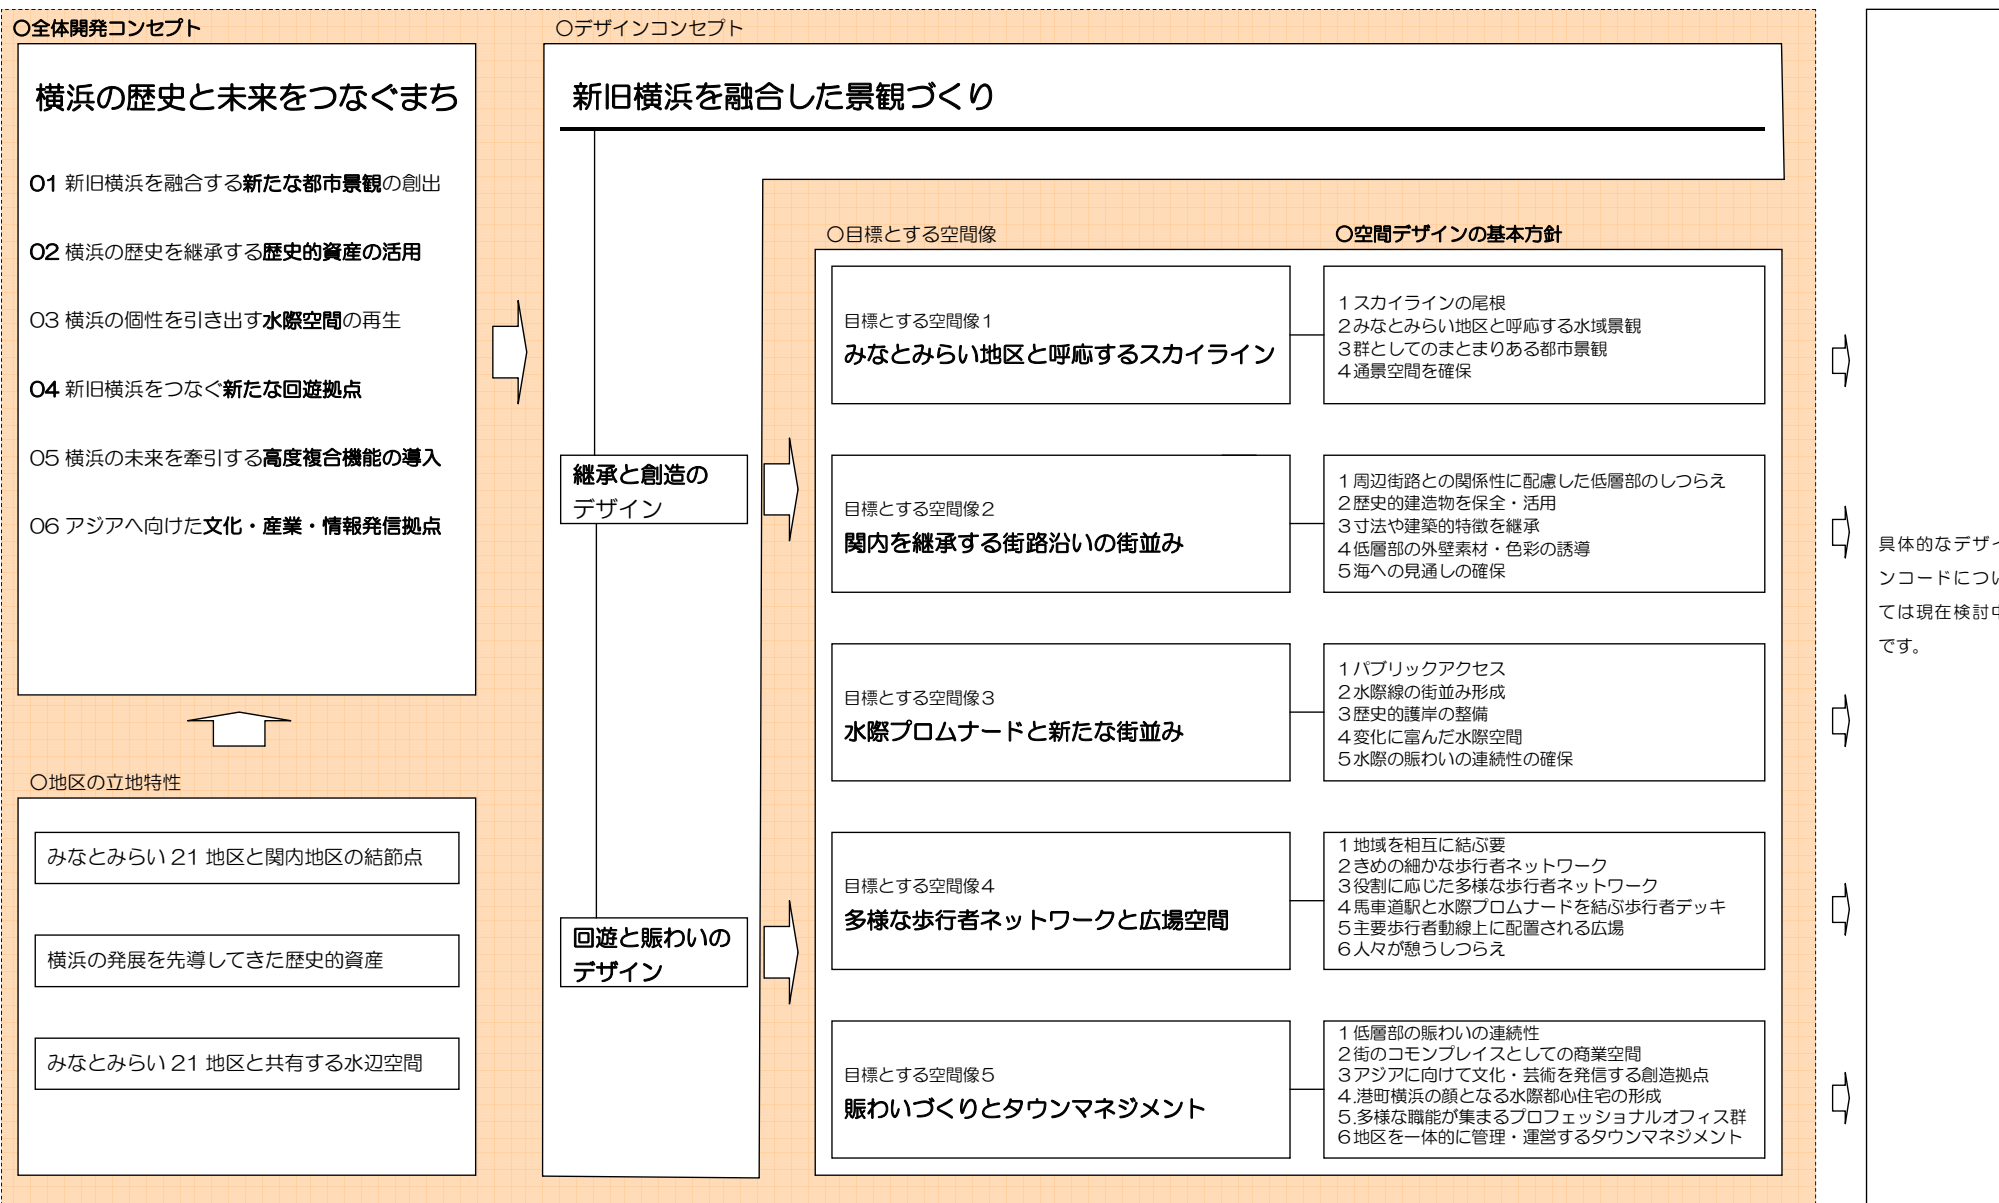 〇全体開発コンセプト
横浜の歴史と未来をつなぐまち
01 新旧横浜を融合する新たな都市景観の創出
02 横浜の歴史を継承する歴史的資産の活用
03 横浜の個性を引き出す水際空間の再生
04 新旧横浜をつなぐ新たな回遊拠点
05 横浜の未来を牽引する高度複合機能の導入
06 アジアへ向けた文化・産業・情報発信拠点
〇地区の立地特性
みなとみらい 21 地区と関内地区の結節点
横浜の発展を先導してきた歴史的資産
みなとみらい 21 地区と共有する水辺空間
〇デザインコンセプト
新旧横浜を融合した景観づくり
継承と創造の
デザイン
回遊と賑わいの
デザイン
〇目標とする空間像
〇空間デザインの基本方針
目標とする空間像1
みなとみらい地区と呼応するスカイライン
1スカイラインの尾根
2みなとみらい地区と呼応する水域景観
3群としてのまとまりある都市景観
4通景空間を確保
目標とする空間像2
関内を継承する街路沿いの街並み
1周辺街路との関係性に配慮した低層部のしつらえ
2歴史的建造物を保全・活用
3寸法や建築的特徴を継承
4低層部の外壁素材・色彩の誘導
5海への見通しの確保
目標とする空間像3
水際プロムナードと新たな街並み
1パブリックアクセス
2水際線の街並み形成
3歴史的護岸の整備
4変化に富んだ水際空間
5水際の賑わいの連続性の確保
目標とする空間像4
多様な歩行者ネットワークと広場空間
1地域を相互に結ぶ要
2きめの細かな歩行者ネットワーク
3役割に応じた多様な歩行者ネットワーク
4馬車道駅と水際プロムナードを結ぶ歩行者デッキ
5主要歩行者動線上に配置される広場
6人々が憩うしつらえ
目標とする空間像5
賑わいづくりとタウンマネジメント
1低層部の賑わいの連続性
2街のコモンプレイスとしての商業空間
3アジアに向けて文化・芸術を発信する創造拠点
4.港町横浜の顔となる水際都心住宅の形成
5.多様な職能が集まるプロフェッショナルオフィス群
6地区を一体的に管理・運営するタウンマネジメント
具体的なデザイ
ンコードについ
ては現在検討中
です。